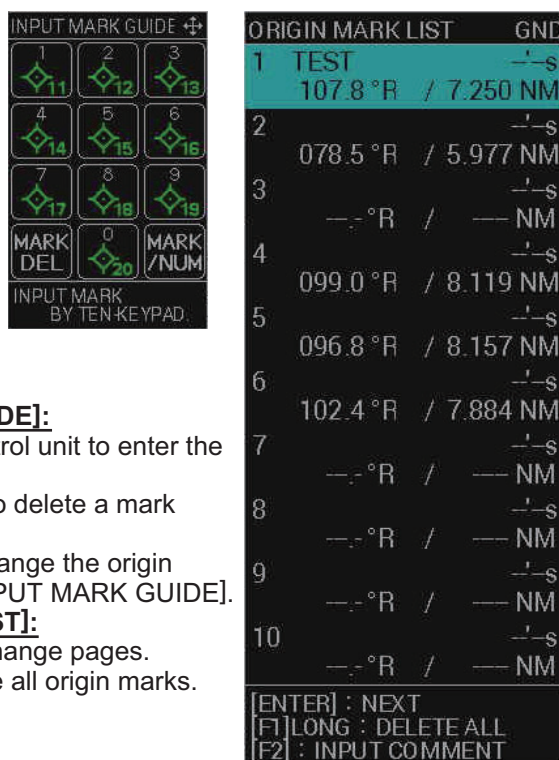 INPUT MARK GUIDE
1 2 3
11 12 13
4 5 6
14 15 16
7 8 9
17 18 19
MARK DEL
0
20
MARK /NUM
INPUT MARK
BY TEN-KEYPAD.
DE]:
trol unit to enter the
o delete a mark
ange the origin
PUT MARK GUIDE].
ST]:
hange pages.
e all origin marks.
ORIGIN MARK LIST GND
1 TEST --'--s
107.8 °R / 7.250 NM
2 --'--s
078.5 °R / 5.977 NM
3 --'--s
---.- °R / --- NM
4 --'--s
099.0 °R / 8.119 NM
5 --'--s
096.8 °R / 8.157 NM
6 --'--s
102.4 °R / 7.884 NM
7 --'--s
---.- °R / --- NM
8 --'--s
---.- °R / --- NM
9 --'--s
---.- °R / --- NM
10 --'--s
---.- °R / --- NM
[ENTER] : NEXT
[F1]LONG : DELETE ALL
[F2] : INPUT COMMENT